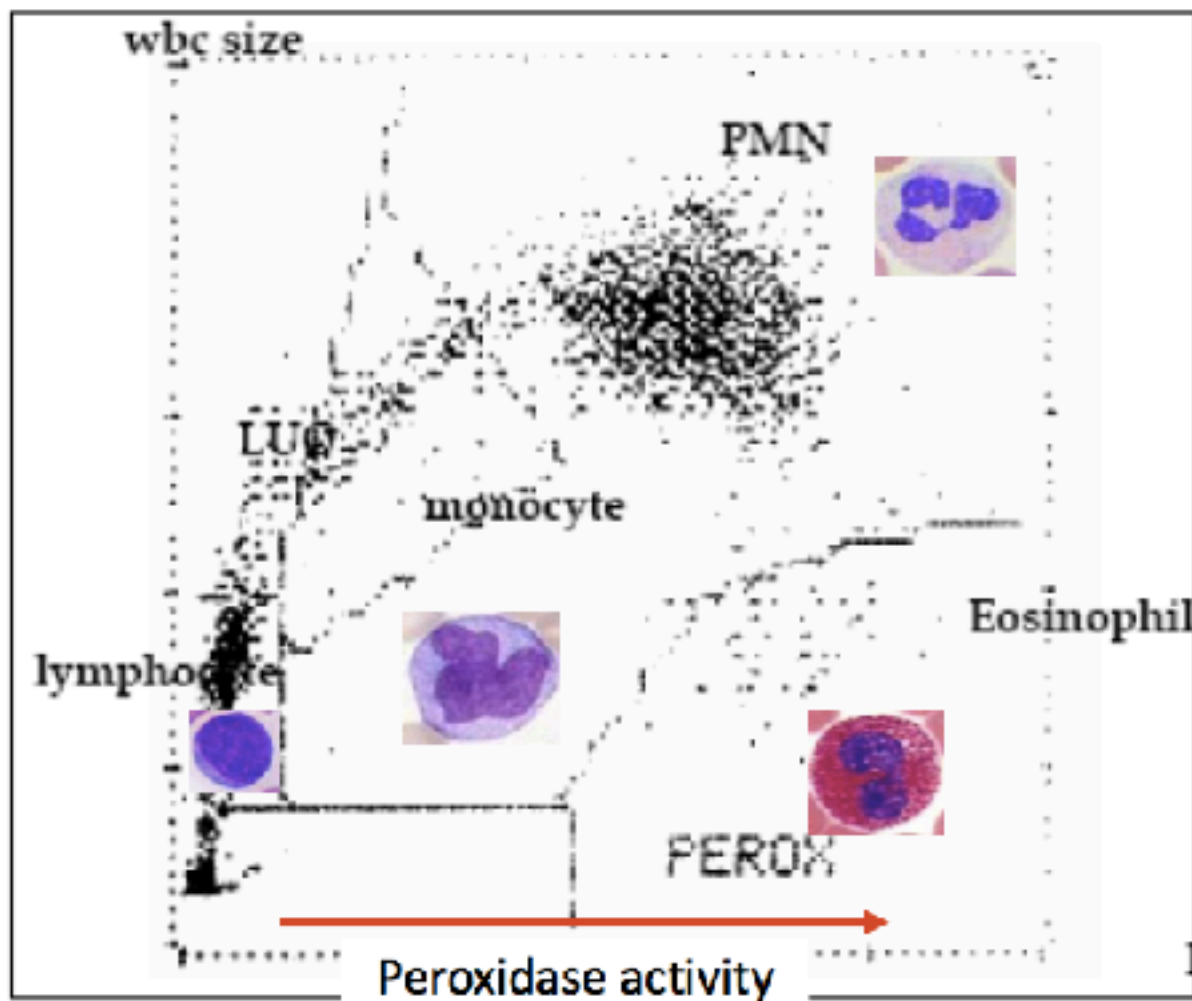 wbc size
PMN
LUC
monocyte
Eosinophil
lymphocyte
PEROX
Peroxidase activity